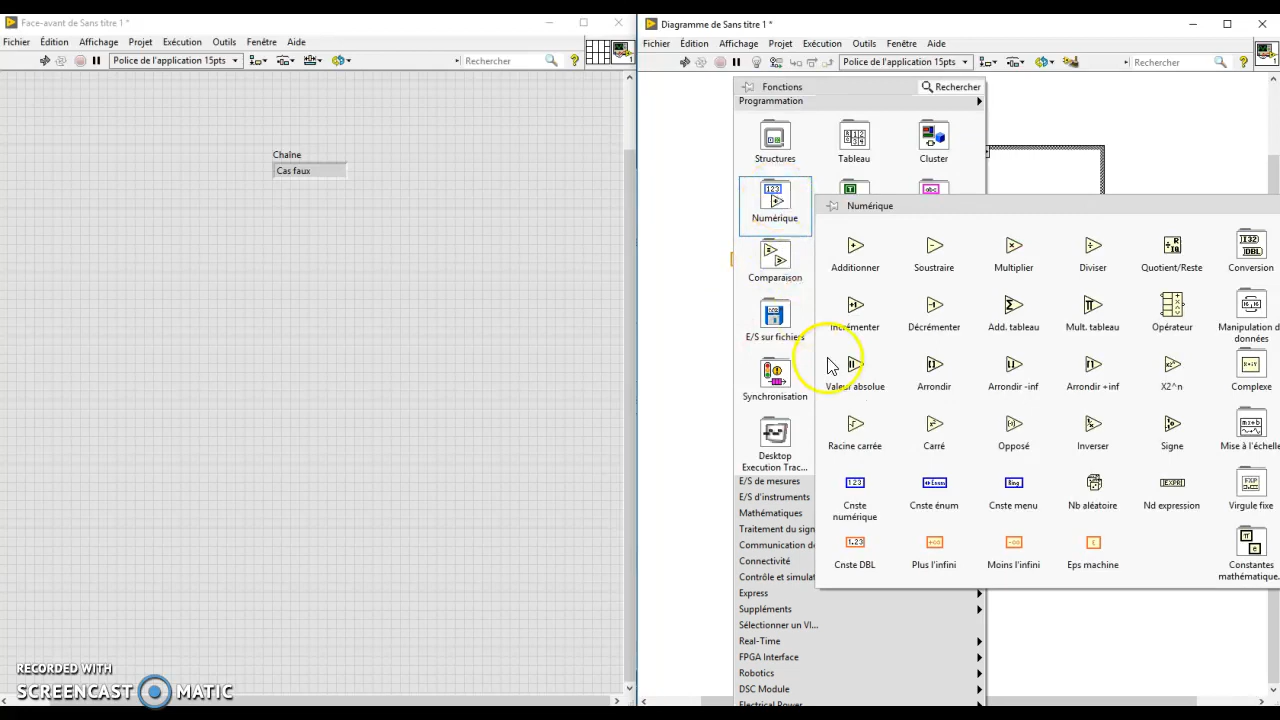 Face-avant de Sans titre 1 *
Fichier Édition Affichage Projet Exécution Outils Fenêtre Aide
Police de l'application 15pts
Rechercher
Chaîne
Cas faux
RECORDED WITH
SCREENCAST MATIC
Diagramme de Sans titre 1 *
Fichier Édition Affichage Projet Exécution Outils Fenêtre Aide
Police de l'application 15pts
Rechercher
Fonctions
Rechercher
Programmation
Structures Tableau Cluster
Numérique
Comparaison
E/S sur fichiers
Synchronisation
Desktop
Execution Trac...
E/S de mesures
E/S d'instruments
Mathématiques
Traitement du sign
Communication de
Connectivité
Contrôle et simulat
Express
Suppléments
Sélectionner un VI...
Real-Time
FPGA Interface
Robotics
DSC Module
Electrical Power
Numérique
Additionner Soustraire Multiplier Diviser Quotient/Reste Conversion
Incrémenter Décrémenter Add. tableau Mult. tableau Opérateur Manipulation d
données
Valeur absolue Arrondir Arrondir -inf Arrondir +inf X2^n Complexe
Racine carrée Carré Opposé Inverser Signe Mise à l'échelle
Cnste
numérique
Cnste énum Cnste menu Nb aléatoire Nd expression Virgule fixe
Cnste DBL Plus l'infini Moins l'infini Eps machine Constantes
mathématique.